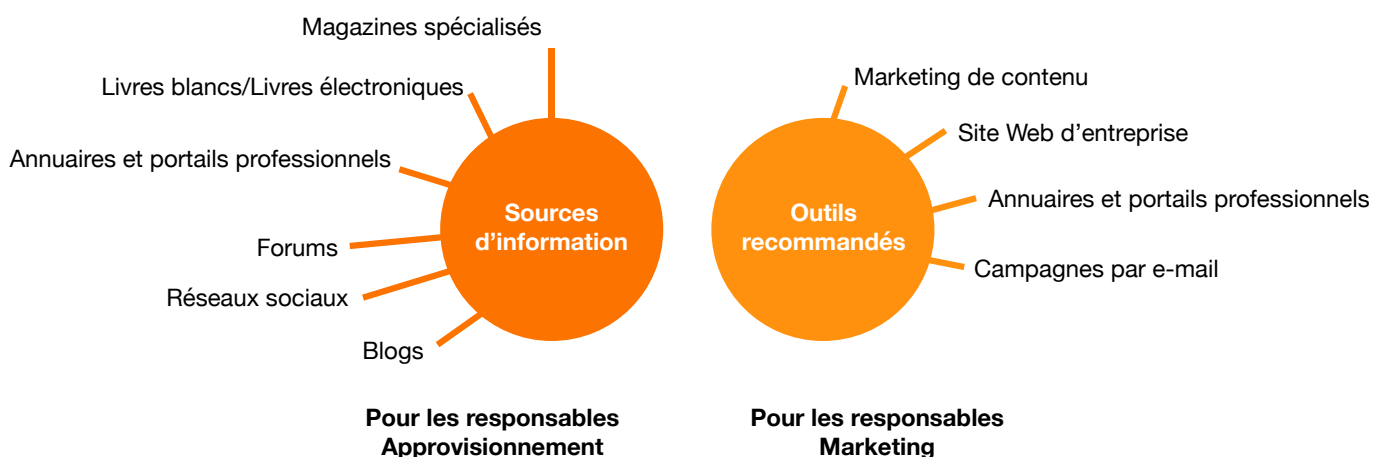 Magazines spécialisés
Livres blancs/Livres électroniques
Annuaires et portails professionnels
Forums
Réseaux sociaux
Blogs
Sources
d’information
Pour les responsables
Approvisionnement
Marketing de contenu
Site Web d’entreprise
Annuaires et portails professionnels
Campagnes par e-mail
Outils
recommandés
Pour les responsables
Marketing